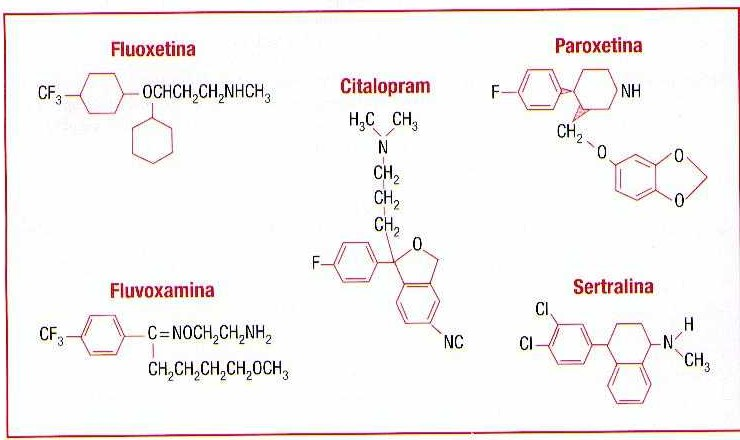 Fluoxetina
CF₃
OCHCH₂CH₂NHCH₃
Citalopram
H₃C CH₃
N
CH₂
CH₂
CH₂
O
F
NC
Paroxetina
F
NH
CH₂
O
O
O
Fluvoxamina
CF₃
C=NOCH₂CH₂NH₂
CH₂CH₂CH₂CH₂OCH₃
Sertralina
Cl
Cl
H
N
CH₃